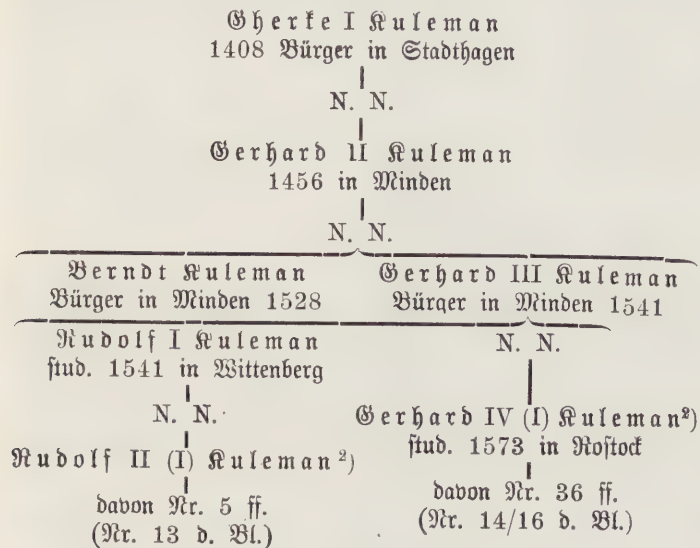 Gherke I Kuleman
1408 Bürger in Stadthagen
N. N.
Gerhard II Kuleman
1456 in Minden
N. N.
Berndt Kuleman
Bürger in Minden 1528
Gerhard III Kuleman
Bürger in Minden 1541
Rudolf I Kuleman
stud. 1541 in Wittenberg
N. N.
Rudolf II (I) Kuleman ²)
davon Nr. 5 ff.
(Nr. 13 d. Bl.)
N. N.
Gerhard IV (I) Kuleman²)
stud. 1573 in Rostock
davon Nr. 36 ff.
(Nr. 14/16 d. Bl.)